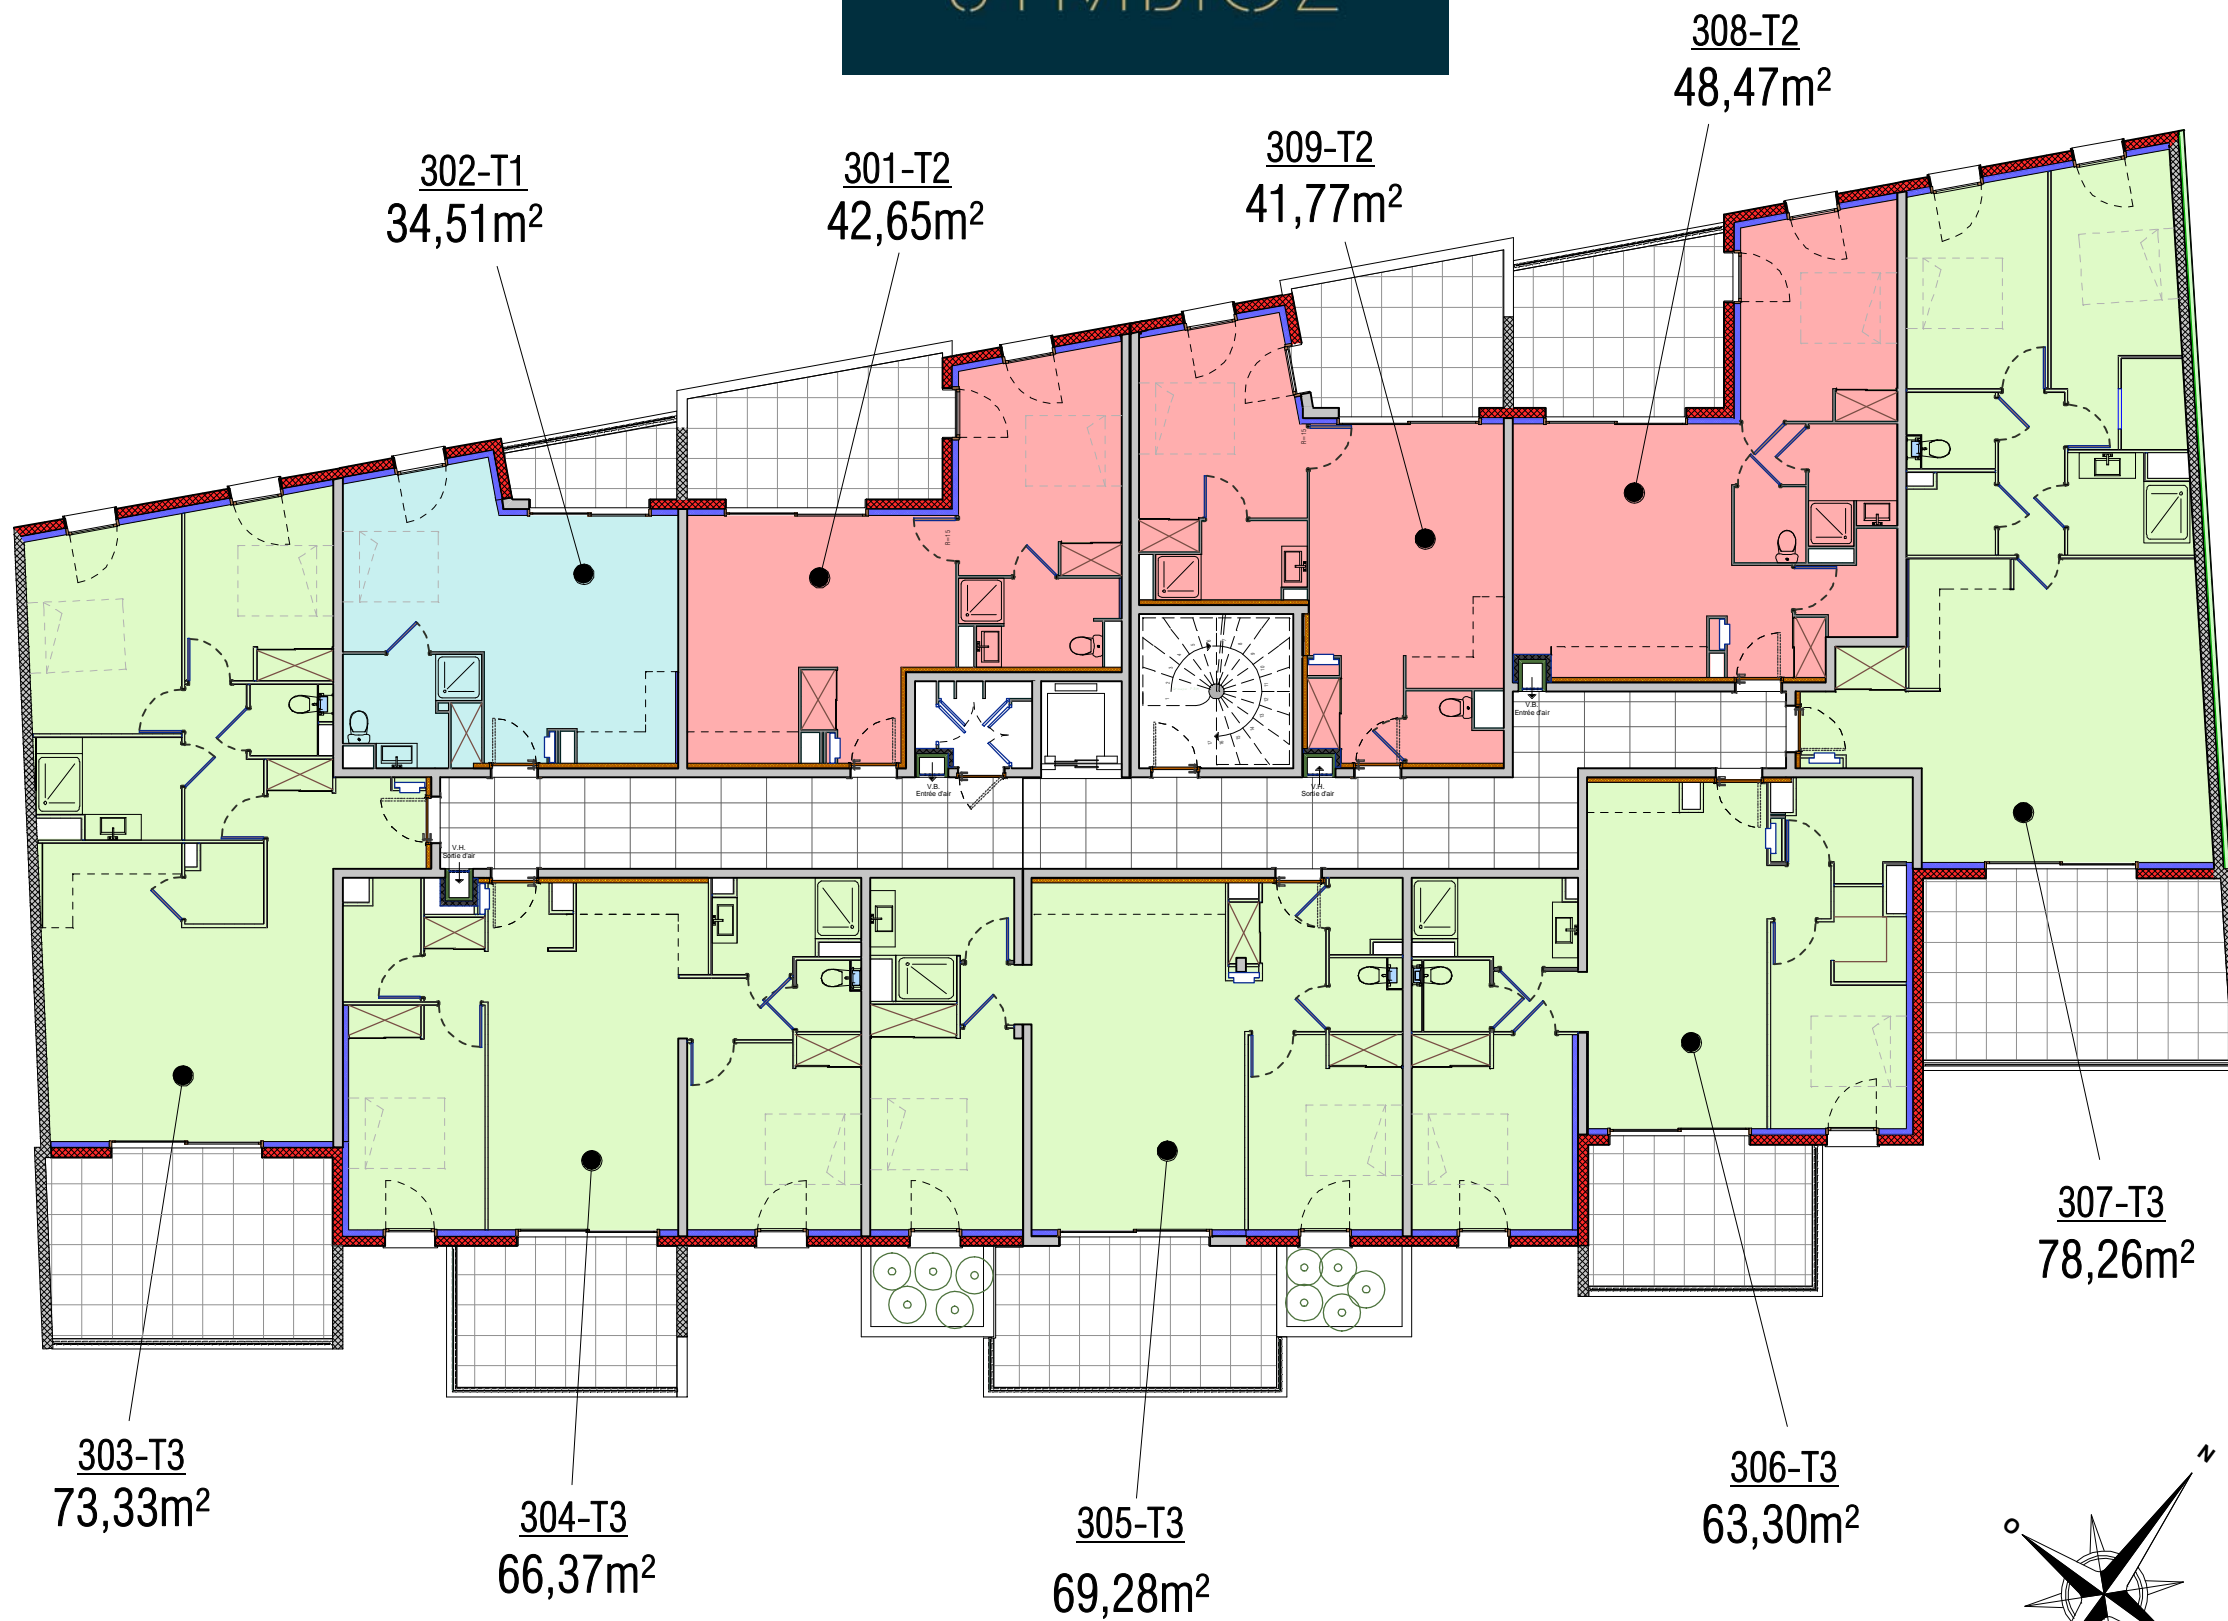 308-T2
48,47m²
309-T2
41,77m²
302-T1
34,51m²
301-T2
42,65m²
R=15
R=15
V.B.
Entrée d'air
V.B.
Entrée d'air
V.H.
Sortie d'air
V.H.
Sortie d'air
307-T3
78,26m²
303-T3
73,33m²
304-T3
66,37m²
305-T3
69,28m²
306-T3
63,30m²
N
O